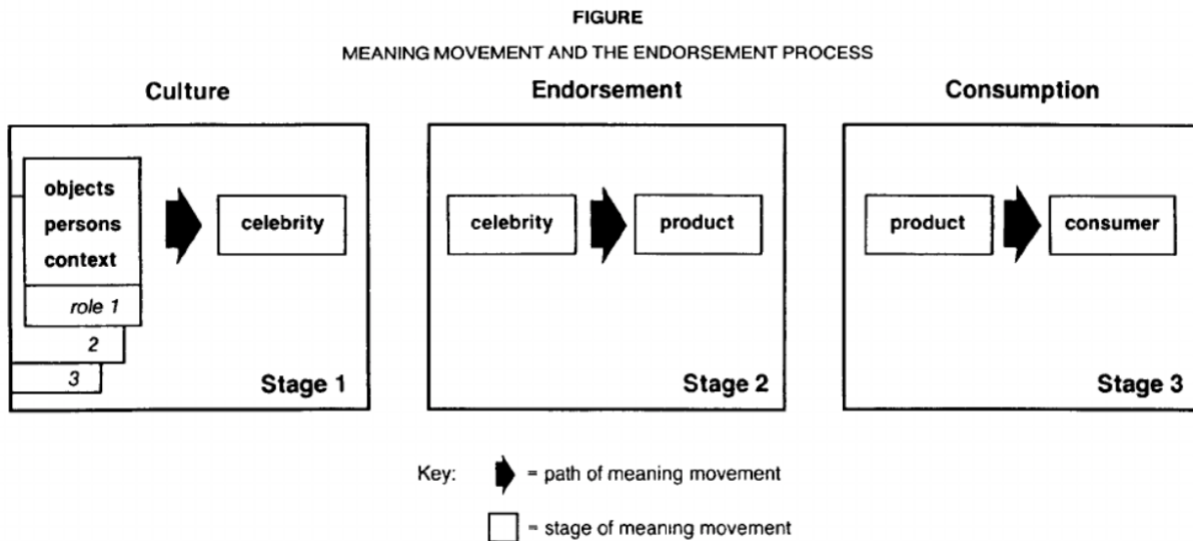 FIGURE
MEANING MOVEMENT AND THE ENDORSEMENT PROCESS
Culture
objects
persons
context
role 1
2
3
celebrity
Stage 1
Endorsement
celebrity
product
Stage 2
Consumption
product
consumer
Stage 3
Key:
= path of meaning movement
= stage of meaning movement